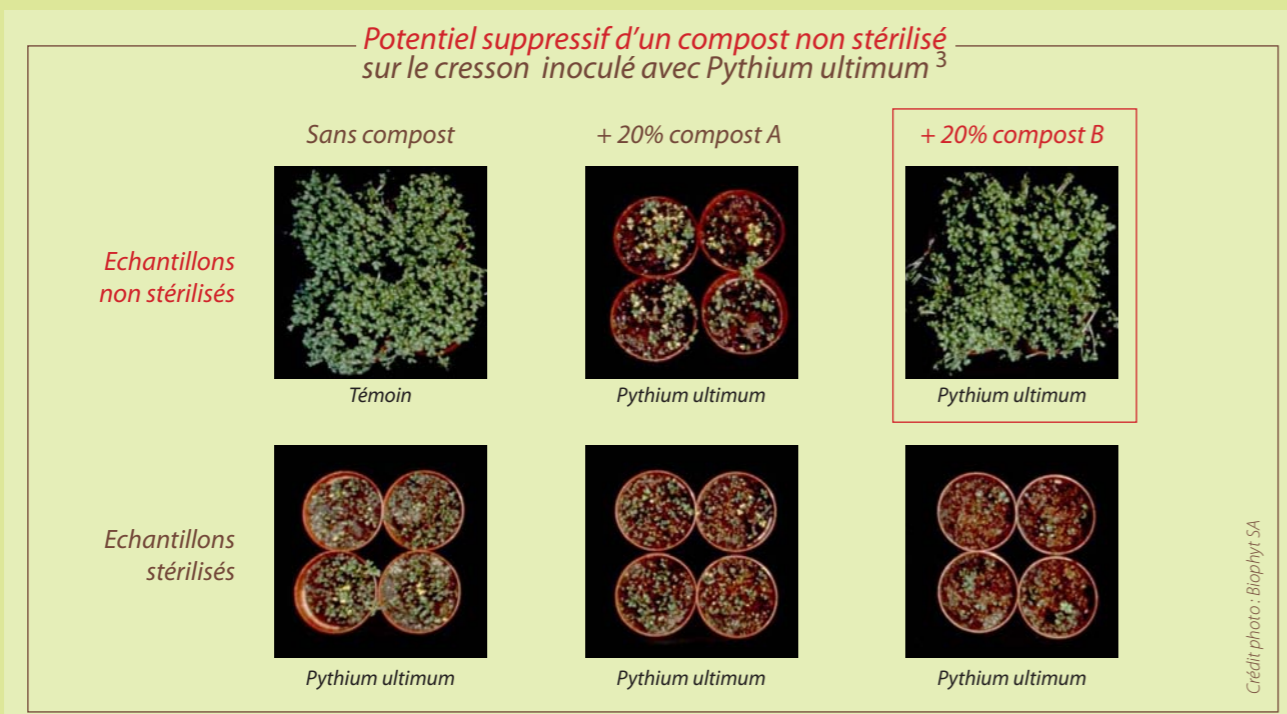 Potentiel suppressif d'un compost non stérilisé
sur le cresson inoculé avec Pythium ultimum 3
Sans compost
+ 20% compost A
+ 20% compost B
Echantillons
non stérilisés
Témoin
Pythium ultimum
Pythium ultimum
Echantillons
stérilisés
Pythium ultimum
Pythium ultimum
Pythium ultimum
Crédit photo : Biophyt SA